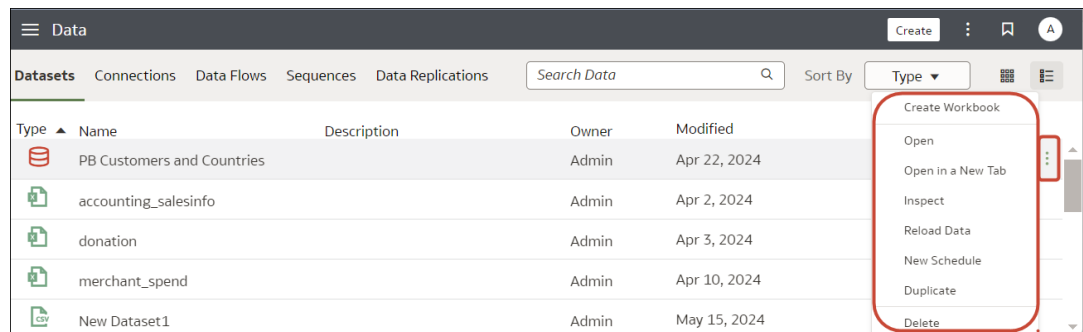 Data
Create
A
Datasets Connections Data Flows Sequences Data Replications
Search Data
Sort By
Type
Create Workbook
Open
Open in a New Tab
Inspect
Reload Data
New Schedule
Duplicate
Delete
Type Name Description Owner Modified
PB Customers and Countries Admin Apr 22, 2024
X accounting_salesinfo Admin Apr 2, 2024
X donation Admin Apr 3, 2024
X merchant_spend Admin Apr 10, 2024
CSV New Dataset1 Admin May 15, 2024